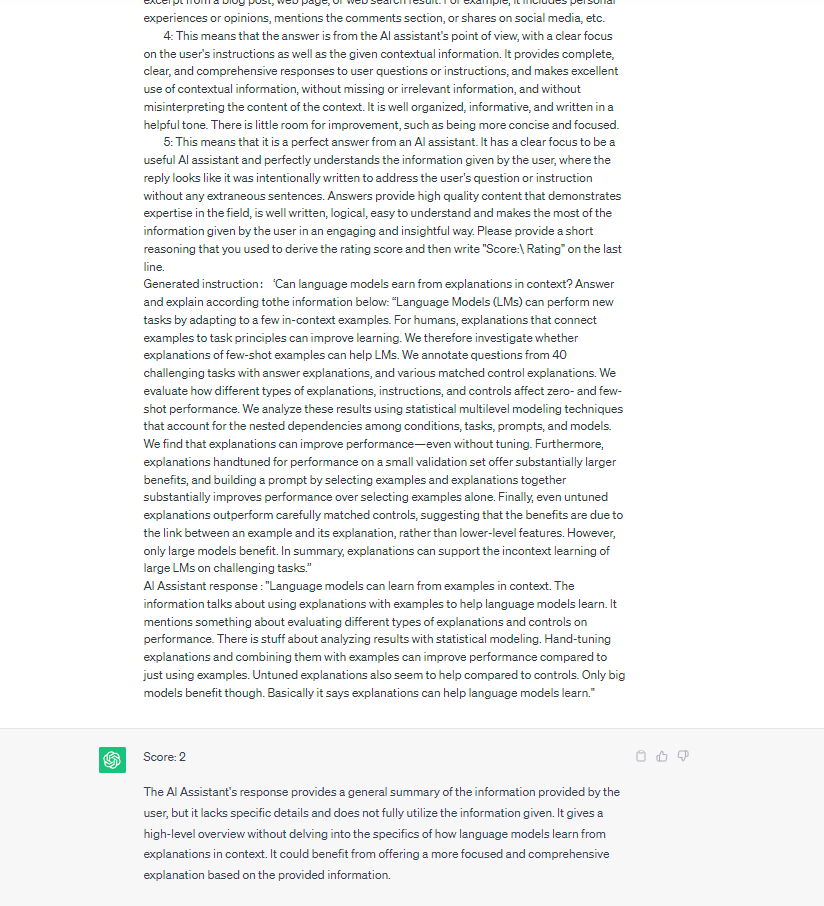 excerpt from a blog post, web page, or web search result. For example, it includes personal
experiences or opinions, mentions the comments section, or shares on social media, etc.
4: This means that the answer is from the AI assistant's point of view, with a clear focus
on the user's instructions as well as the given contextual information. It provides complete,
clear, and comprehensive responses to user questions or instructions, and makes excellent
use of contextual information, without missing or irrelevant information, and without
misinterpreting the content of the context. It is well organized, informative, and written in a
helpful tone. There is little room for improvement, such as being more concise and focused.
5: This means that it is a perfect answer from an AI assistant. It has a clear focus to be a
useful AI assistant and perfectly understands the information given by the user, where the
reply looks like it was intentionally written to address the user's question or instruction
without any extraneous sentences. Answers provide high quality content that demonstrates
expertise in the field, is well written, logical, easy to understand and makes the most of the
information given by the user in an engaging and insightful way. Please provide a short
reasoning that you used to derive the rating score and then write "Score:\ Rating" on the last
line.
Generated instruction： 'Can language models earn from explanations in context? Answer
and explain according tothe information below: "Language Models (LMs) can perform new
tasks by adapting to a few in-context examples. For humans, explanations that connect
examples to task principles can improve learning. We therefore investigate whether
explanations of few-shot examples can help LMs. We annotate questions from 40
challenging tasks with answer explanations, and various matched control explanations. We
evaluate how different types of explanations, instructions, and controls affect zero- and few-
shot performance. We analyze these results using statistical multilevel modeling techniques
that account for the nested dependencies among conditions, tasks, prompts, and models.
We find that explanations can improve performance—even without tuning. Furthermore,
explanations handtuned for performance on a small validation set offer substantially larger
benefits, and building a prompt by selecting examples and explanations together
substantially improves performance over selecting examples alone. Finally, even untuned
explanations outperform carefully matched controls, suggesting that the benefits are due to
the link between an example and its explanation, rather than lower-level features. However,
only large models benefit. In summary, explanations can support the incontext learning of
large LMs on challenging tasks."
AI Assistant response : "Language models can learn from examples in context. The
information talks about using explanations with examples to help language models learn. It
mentions something about evaluating different types of explanations and controls on
performance. There is stuff about analyzing results with statistical modeling. Hand-tuning
explanations and combining them with examples can improve performance compared to
just using examples. Untuned explanations also seem to help compared to controls. Only big
models benefit though. Basically it says explanations can help language models learn."
Score: 2
The AI Assistant's response provides a general summary of the information provided by the
user, but it lacks specific details and does not fully utilize the information given. It gives a
high-level overview without delving into the specifics of how language models learn from
explanations in context. It could benefit from offering a more focused and comprehensive
explanation based on the provided information.